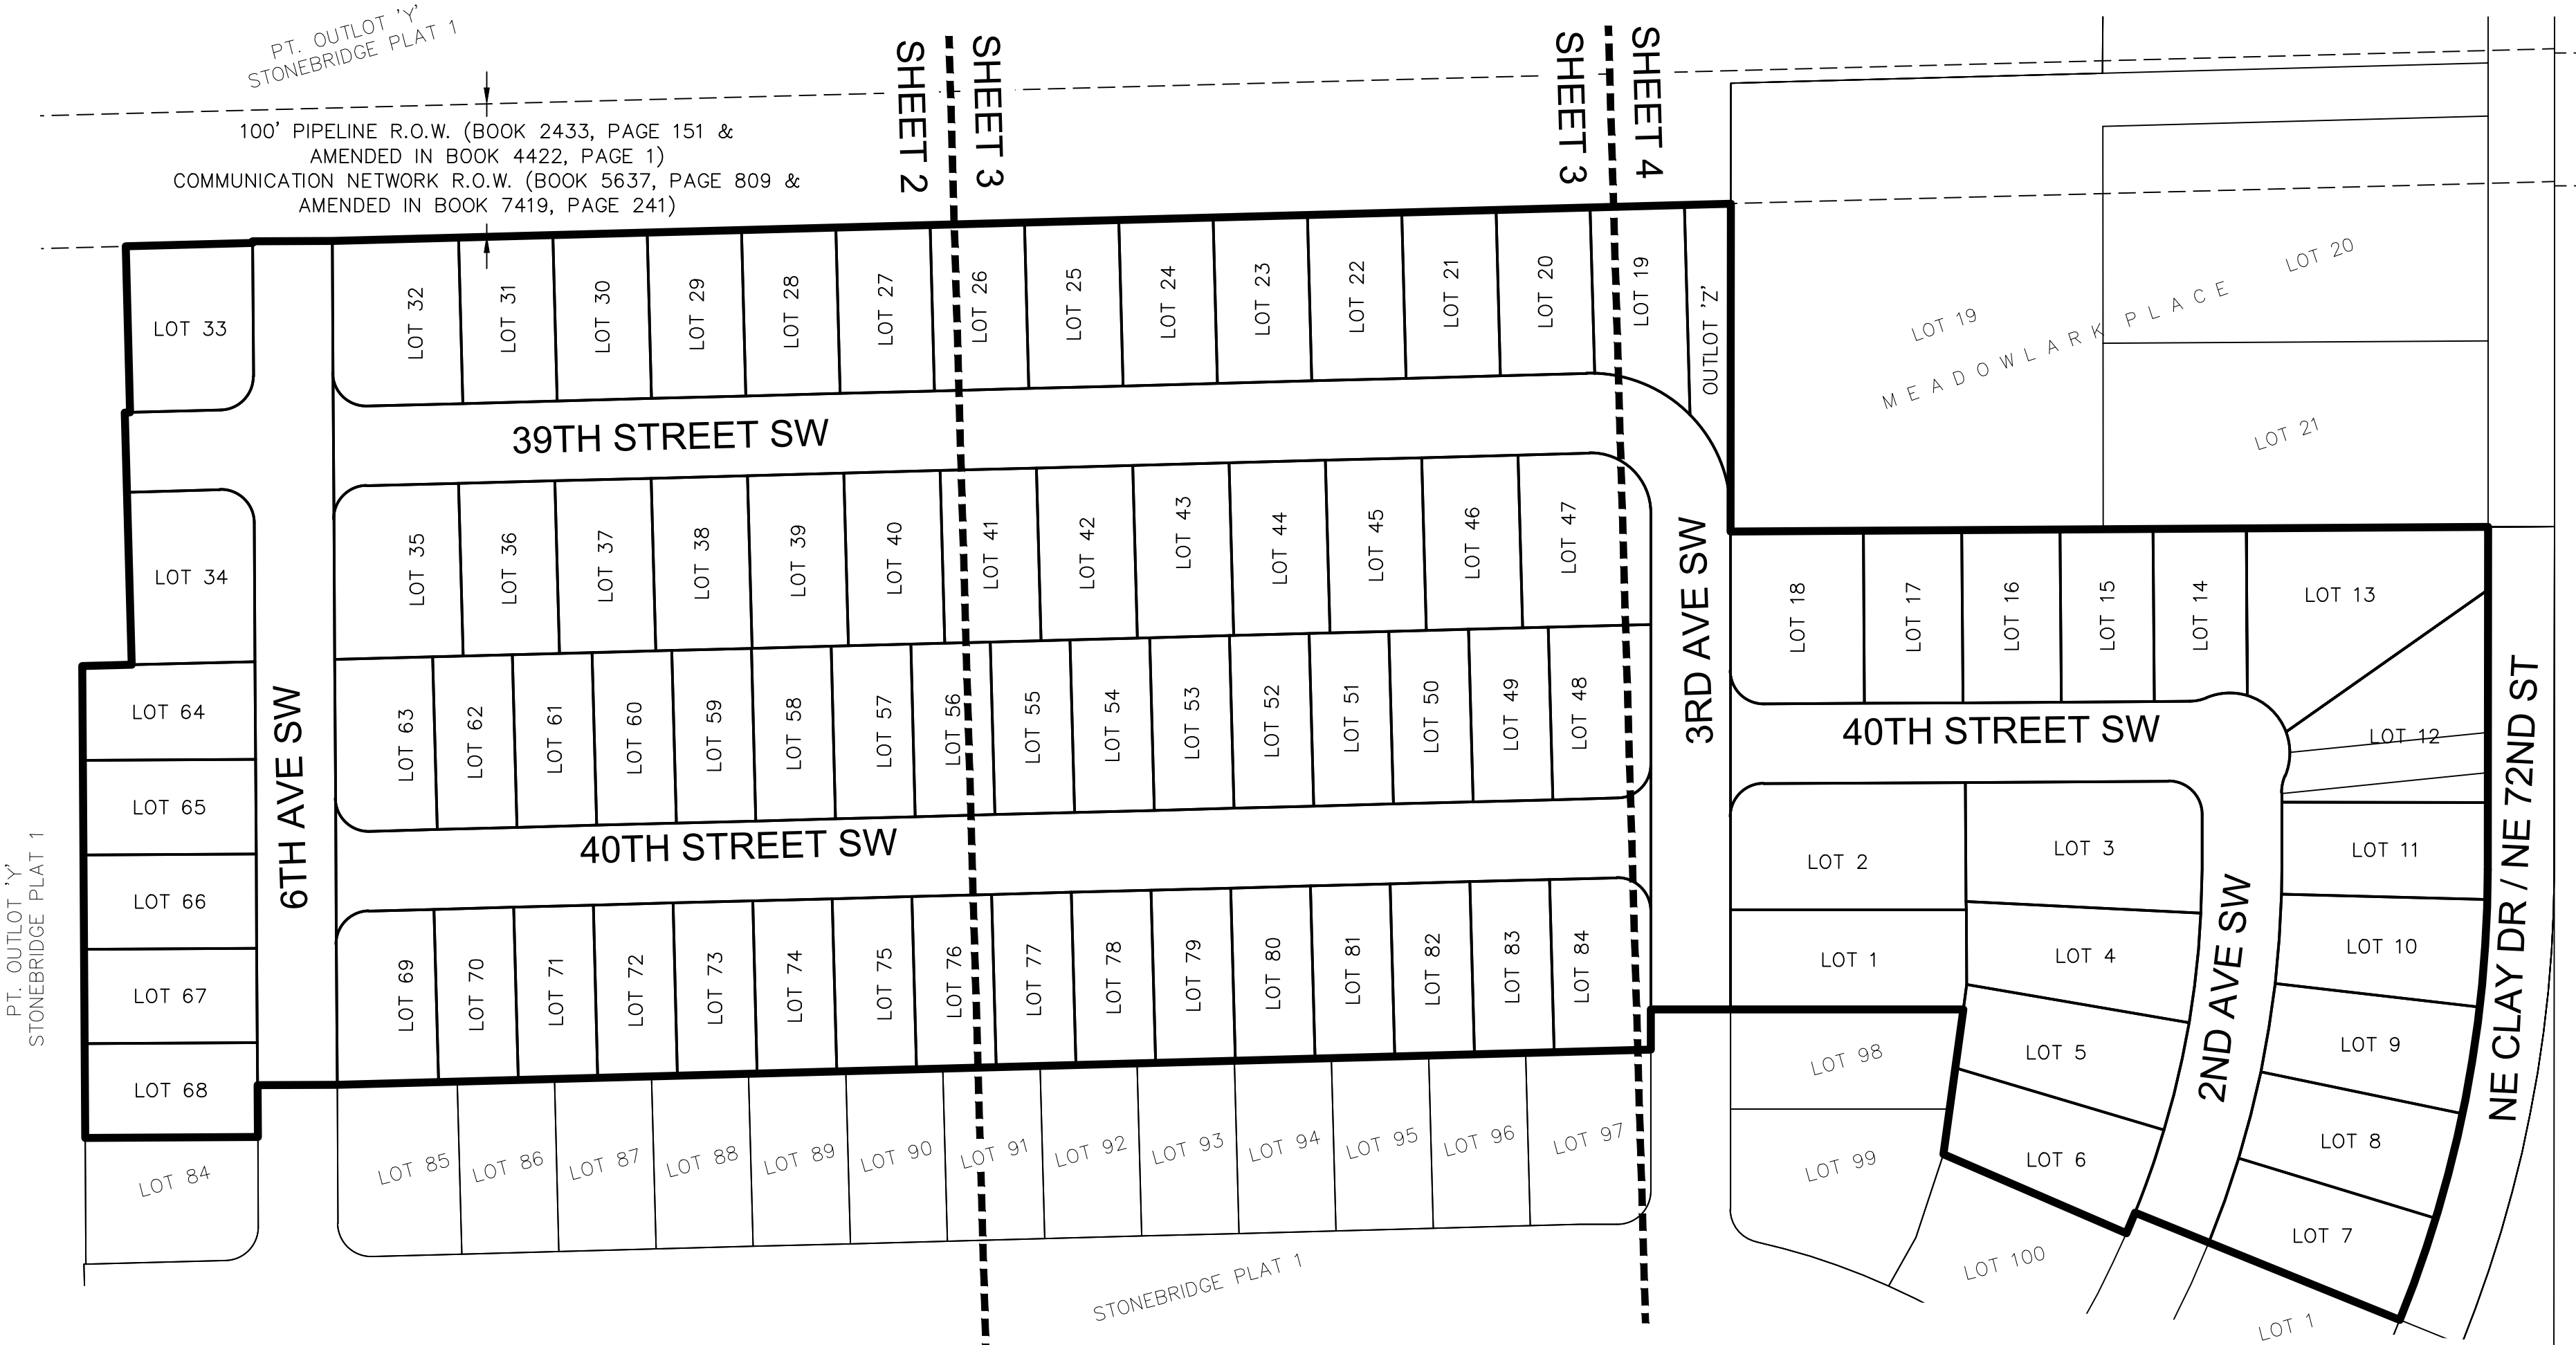 PT. OUTLOT 'Y'
STONEBRIDGE PLAT 1
SHEET 2
SHEET 3
SHEET 3
SHEET 4
100' PIPELINE R.O.W. (BOOK 2433, PAGE 151 &
AMENDED IN BOOK 4422, PAGE 1)
COMMUNICATION NETWORK R.O.W. (BOOK 5637, PAGE 809 &
AMENDED IN BOOK 7419, PAGE 241)
LOT 33
LOT 32
LOT 31
LOT 30
LOT 29
LOT 28
LOT 27
LOT 26
LOT 25
LOT 24
LOT 23
LOT 22
LOT 21
LOT 20
LOT 19
OUTLOT 'Z'
LOT 19
LOT 20
MEADOWLARK PLACE
LOT 21
39TH STREET SW
LOT 34
LOT 35
LOT 36
LOT 37
LOT 38
LOT 39
LOT 40
LOT 41
LOT 42
LOT 43
LOT 44
LOT 45
LOT 46
LOT 47
3RD AVE SW
LOT 18
LOT 17
LOT 16
LOT 15
LOT 14
LOT 13
LOT 12
NE CLAY DR / NE 72ND ST
LOT 64
LOT 65
LOT 66
LOT 67
LOT 68
PT. OUTLOT 'Y'
STONEBRIDGE PLAT 1
6TH AVE SW
LOT 63
LOT 62
LOT 61
LOT 60
LOT 59
LOT 58
LOT 57
LOT 56
LOT 55
LOT 54
LOT 53
LOT 52
LOT 51
LOT 50
LOT 49
LOT 48
40TH STREET SW
40TH STREET SW
LOT 2
LOT 3
LOT 11
LOT 1
LOT 4
LOT 10
2ND AVE SW
LOT 69
LOT 70
LOT 71
LOT 72
LOT 73
LOT 74
LOT 75
LOT 76
LOT 77
LOT 78
LOT 79
LOT 80
LOT 81
LOT 82
LOT 83
LOT 84
LOT 98
LOT 5
LOT 9
LOT 99
LOT 6
LOT 8
LOT 7
LOT 84
LOT 85
LOT 86
LOT 87
LOT 88
LOT 89
LOT 90
LOT 91
LOT 92
LOT 93
LOT 94
LOT 95
LOT 96
LOT 97
LOT 100
STONEBRIDGE PLAT 1
LOT 1